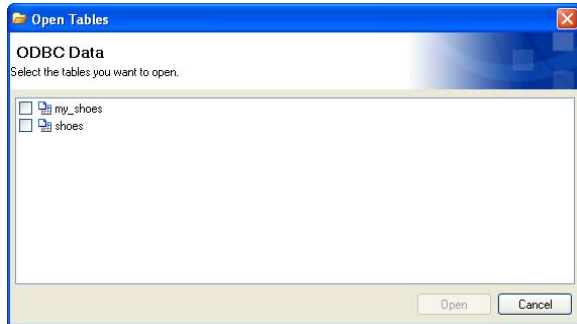 Open Tables
ODBC Data
Select the tables you want to open.
my_shoes
shoes
Open
Cancel